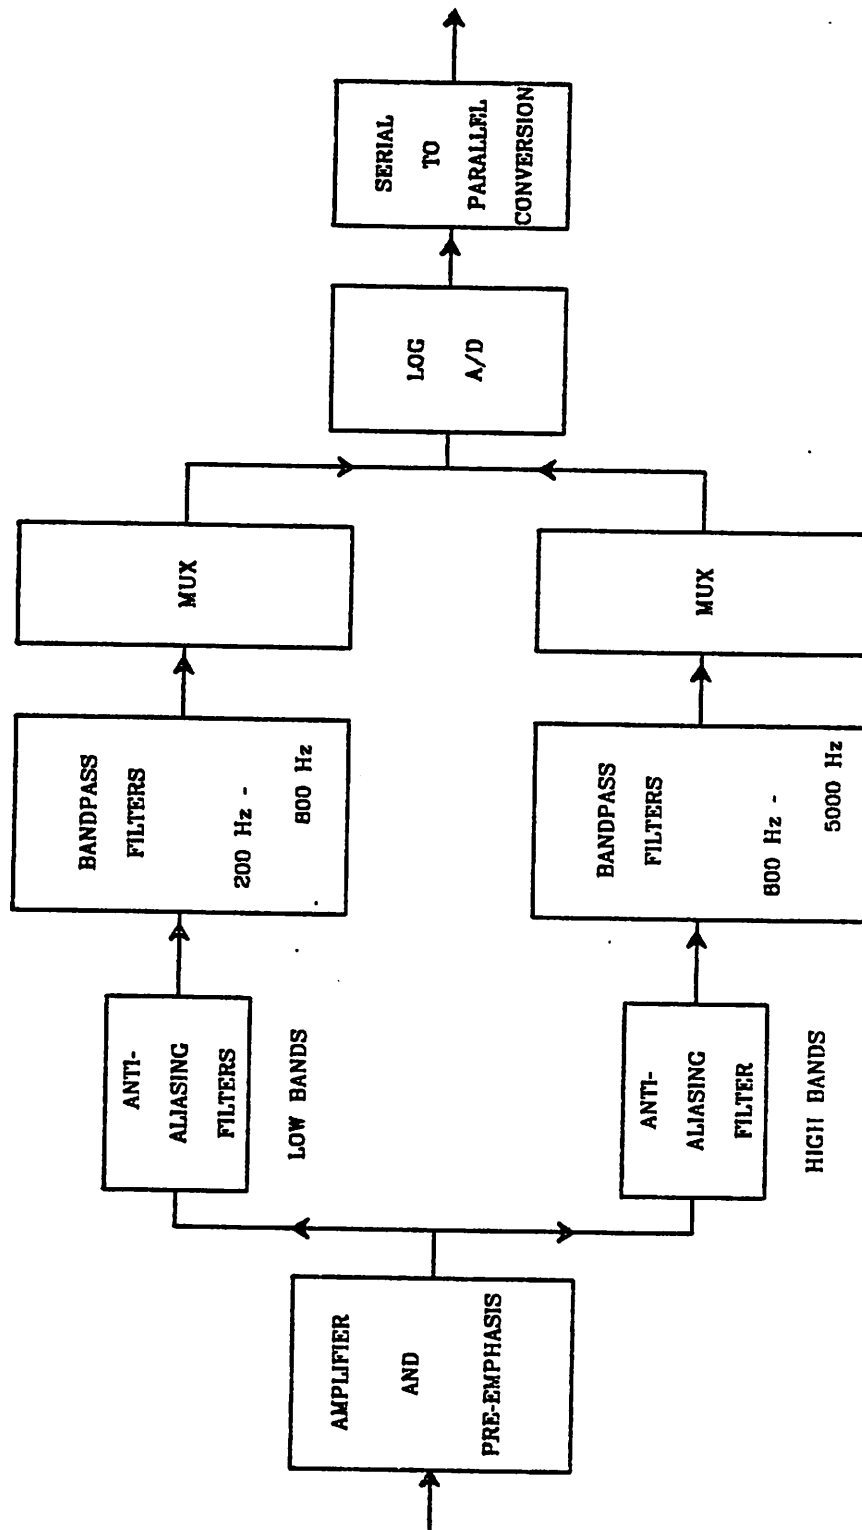 AMPLIFIER
AND
PRE-EMPHASIS
ANTI-
ALIASING
FILTERS
LOW BANDS
BANDPASS
FILTERS
200 Hz -
800 Hz
MUX
ANTI-
ALIASING
FILTER
HIGH BANDS
BANDPASS
FILTERS
800 Hz -
5000 Hz
MUX
LOG
A/D
SERIAL
TO
PARALLEL
CONVERSION